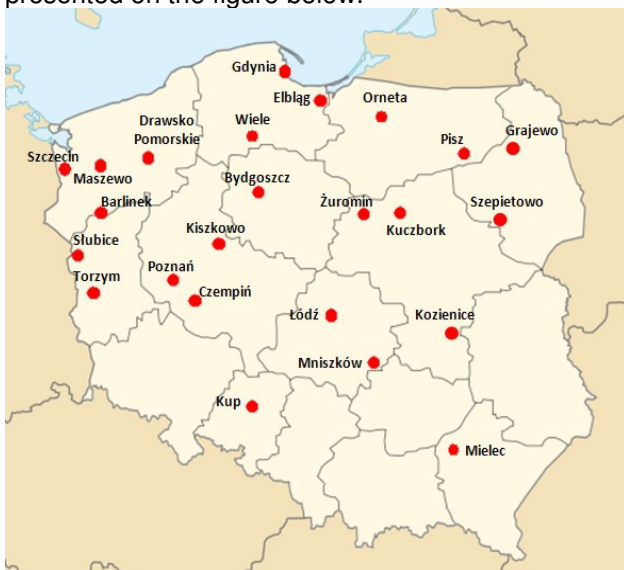 presented on the figure below.
Gdynia
Elbląg
Orneta
Drawsko
Pomorskie
Wiele
Pisz
Grajewo
Szczecin
Maszewo
Bydgoszcz
Barlinek
Żuromin
Kuczbork
Szepietowo
Słubice
Kiszkowo
Torzym
Poznań
Czempiń
Łódź
Kozienice
Mniszków
Kup
Mielec